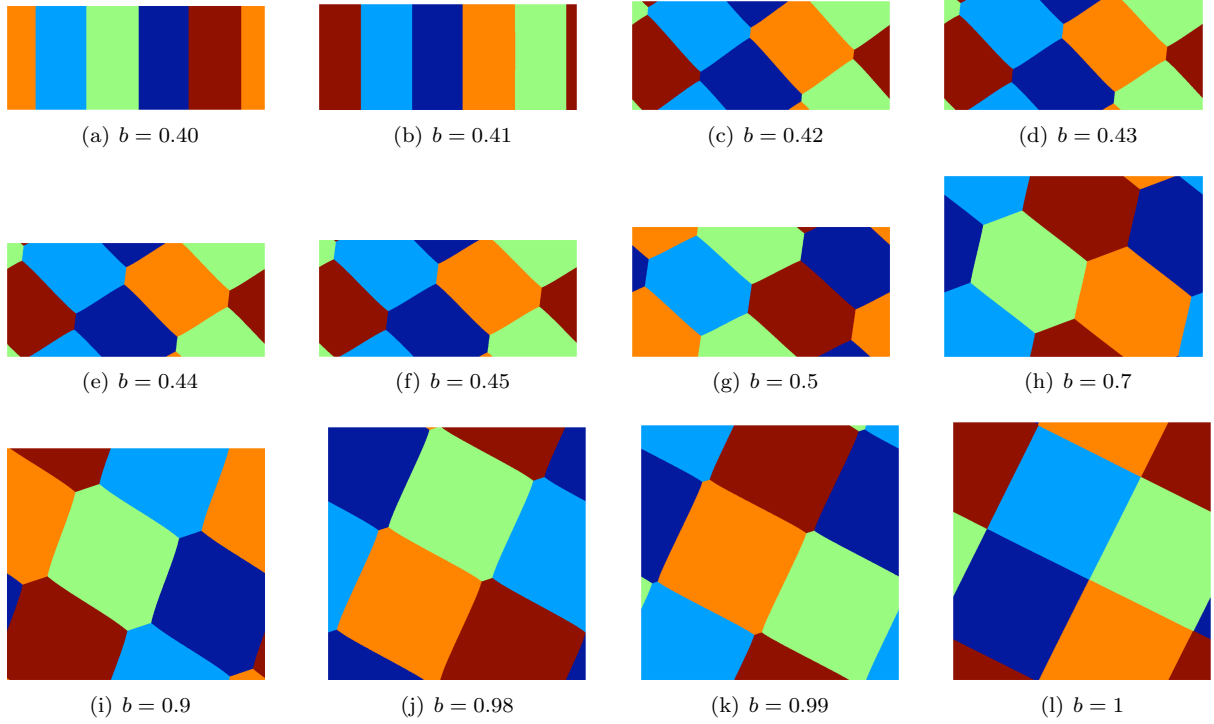 (a) b = 0.40
(b) b = 0.41
(c) b = 0.42
(d) b = 0.43
(e) b = 0.44
(f) b = 0.45
(g) b = 0.5
(h) b = 0.7
(i) b = 0.9
(j) b = 0.98
(k) b = 0.99
(l) b = 1